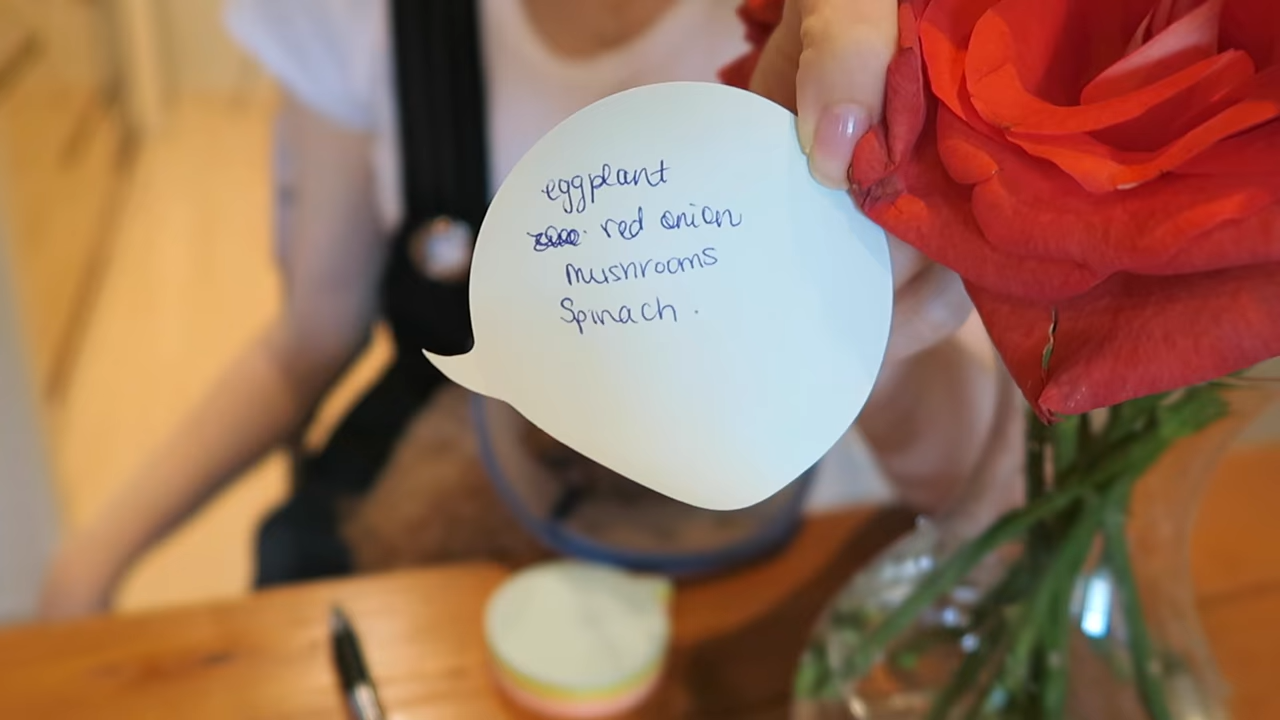 eggplant
red onion
mushrooms
Spinach.